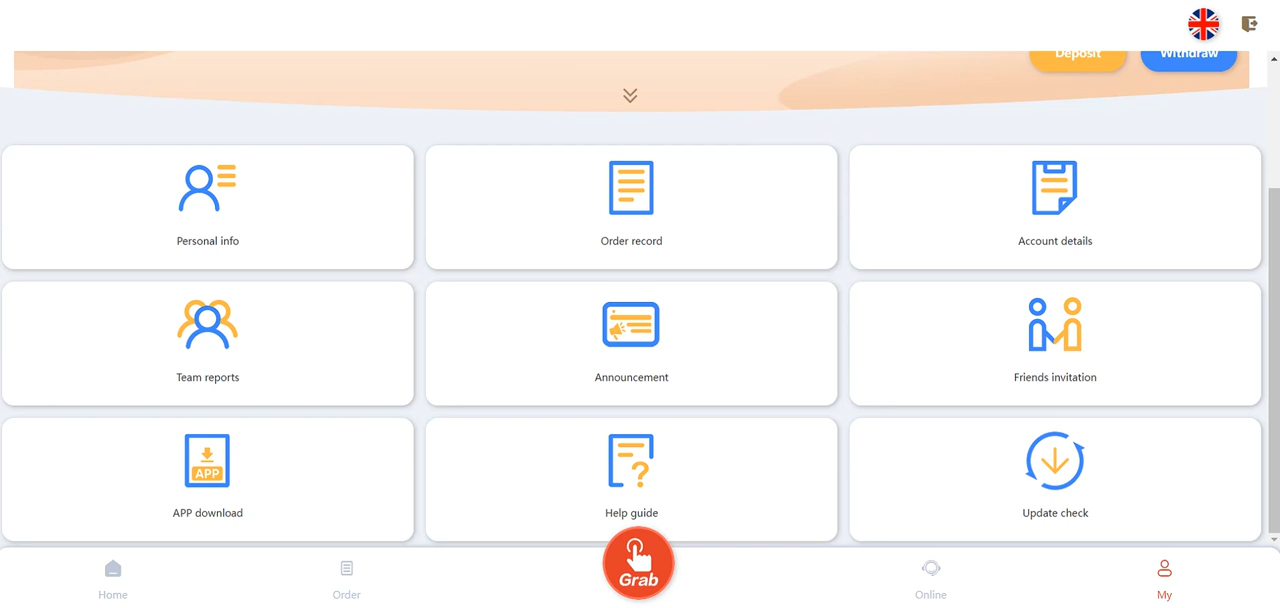 Deposit
Withdraw
Personal info
Order record
Account details
Team reports
Announcement
Friends invitation
APP
APP download
Help guide
Update check
Grab
Home
Order
Online
My